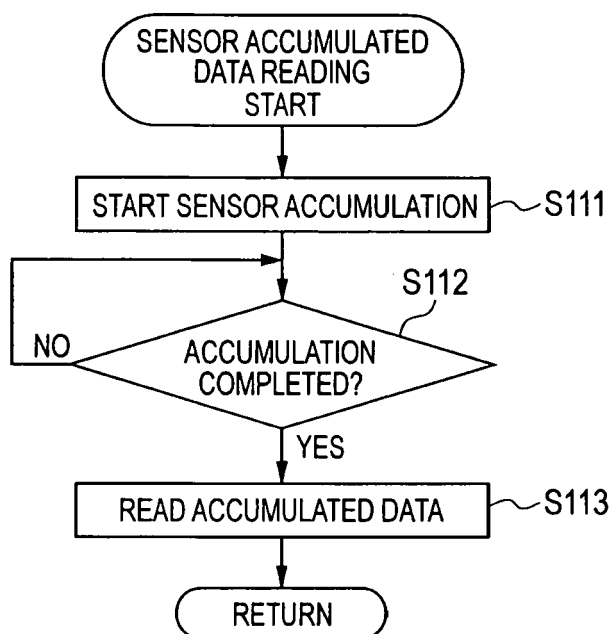 SENSOR ACCUMULATED
DATA READING
START
START SENSOR ACCUMULATION
S111
S112
NO
ACCUMULATION
COMPLETED?
YES
READ ACCUMULATED DATA
S113
RETURN